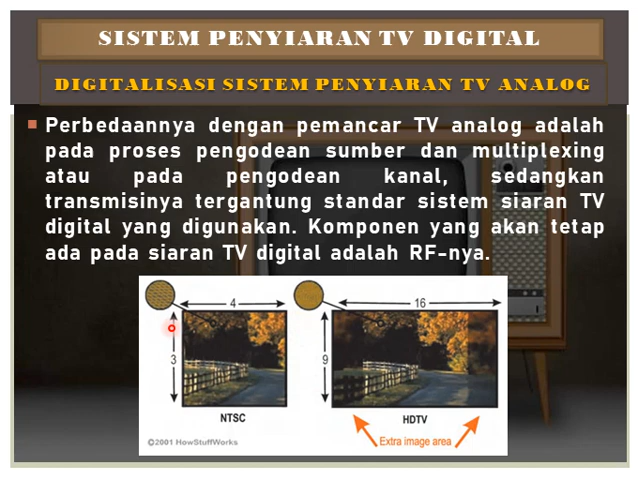 SISTEM PENYIARAN TV DIGITAL
DIGITALISASI SISTEM PENYIARAN TV ANALOG
Perbedaannya dengan pemancar TV analog adalah
pada proses pengodean sumber dan multiplexing
atau pada pengodean kanal, sedangkan
transmisinya tergantung standar sistem siaran TV
digital yang digunakan. Komponen yang akan tetap
ada pada siaran TV digital adalah RF-nya.
4
16
3
9
NTSC
HDTV
Extra image area
©2001 HowStuffWorks